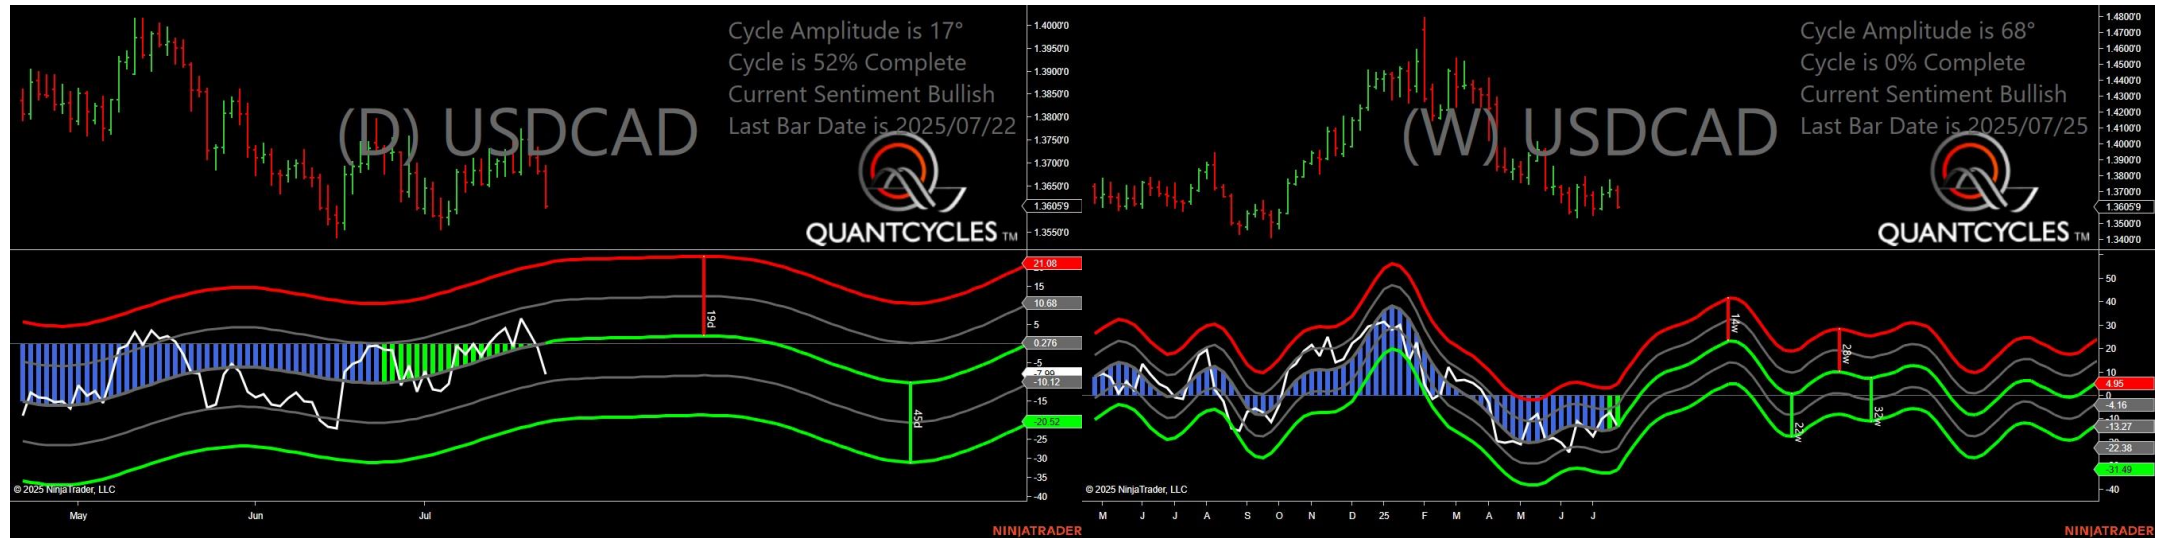 Cycle Amplitude is 17°
Cycle is 52% Complete
Current Sentiment Bullish
Last Bar Date is 2025/07/22
(D) USDCAD
QUANTCYCLES TM
1.4000'0
1.3950'0
1.3900'0
1.3850'0
1.3800'0
1.3750'0
1.3700'0
1.3650'0
1.3605'9
1.3550'0
21.08
15
10.68
5
0.276
-5
-7.99
-10.12
-15
-20.52
-25
-30
-35
-40
19d
45d
© 2025 NinjaTrader, LLC
May Jun Jul
NINJATRADER
Cycle Amplitude is 68°
Cycle is 0% Complete
Current Sentiment Bullish
Last Bar Date is 2025/07/25
(W) USDCAD
QUANTCYCLES TM
1.4800'0
1.4700'0
1.4600'0
1.4500'0
1.4400'0
1.4300'0
1.4200'0
1.4100'0
1.4000'0
1.3900'0
1.3800'0
1.3700'0
1.3605'9
1.3500'0
1.3400'0
50
40
30
20
10
4.95
0
-4.16
-13.27
-22.38
-31.49
-40
14w
28w
22w
32w
© 2025 NinjaTrader, LLC
M J J A S O N D 25 F M A M J J
NINJATRADER